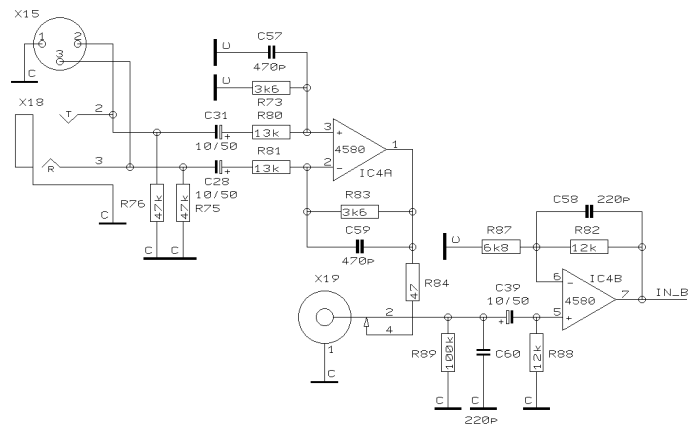 X15
1
2
3
C
X18
T
2
R
3
C
C57
C
470p
C
3k6
R73
R80
C31
+
10/50
13k
R81
C28
+
10/50
13k
3
+
1
4580
2
−
IC4A
R76
47k
47k
R75
C
C
R83
3k6
C59
470p
X19
47
R84
2
4
1
C
C58
220p
R87
R82
C
6k8
12k
IC4B
6
−
4580
7
IN_B
5
+
C39
10/50
+
R89
100k
C60
12k
R88
C
C
C
220p